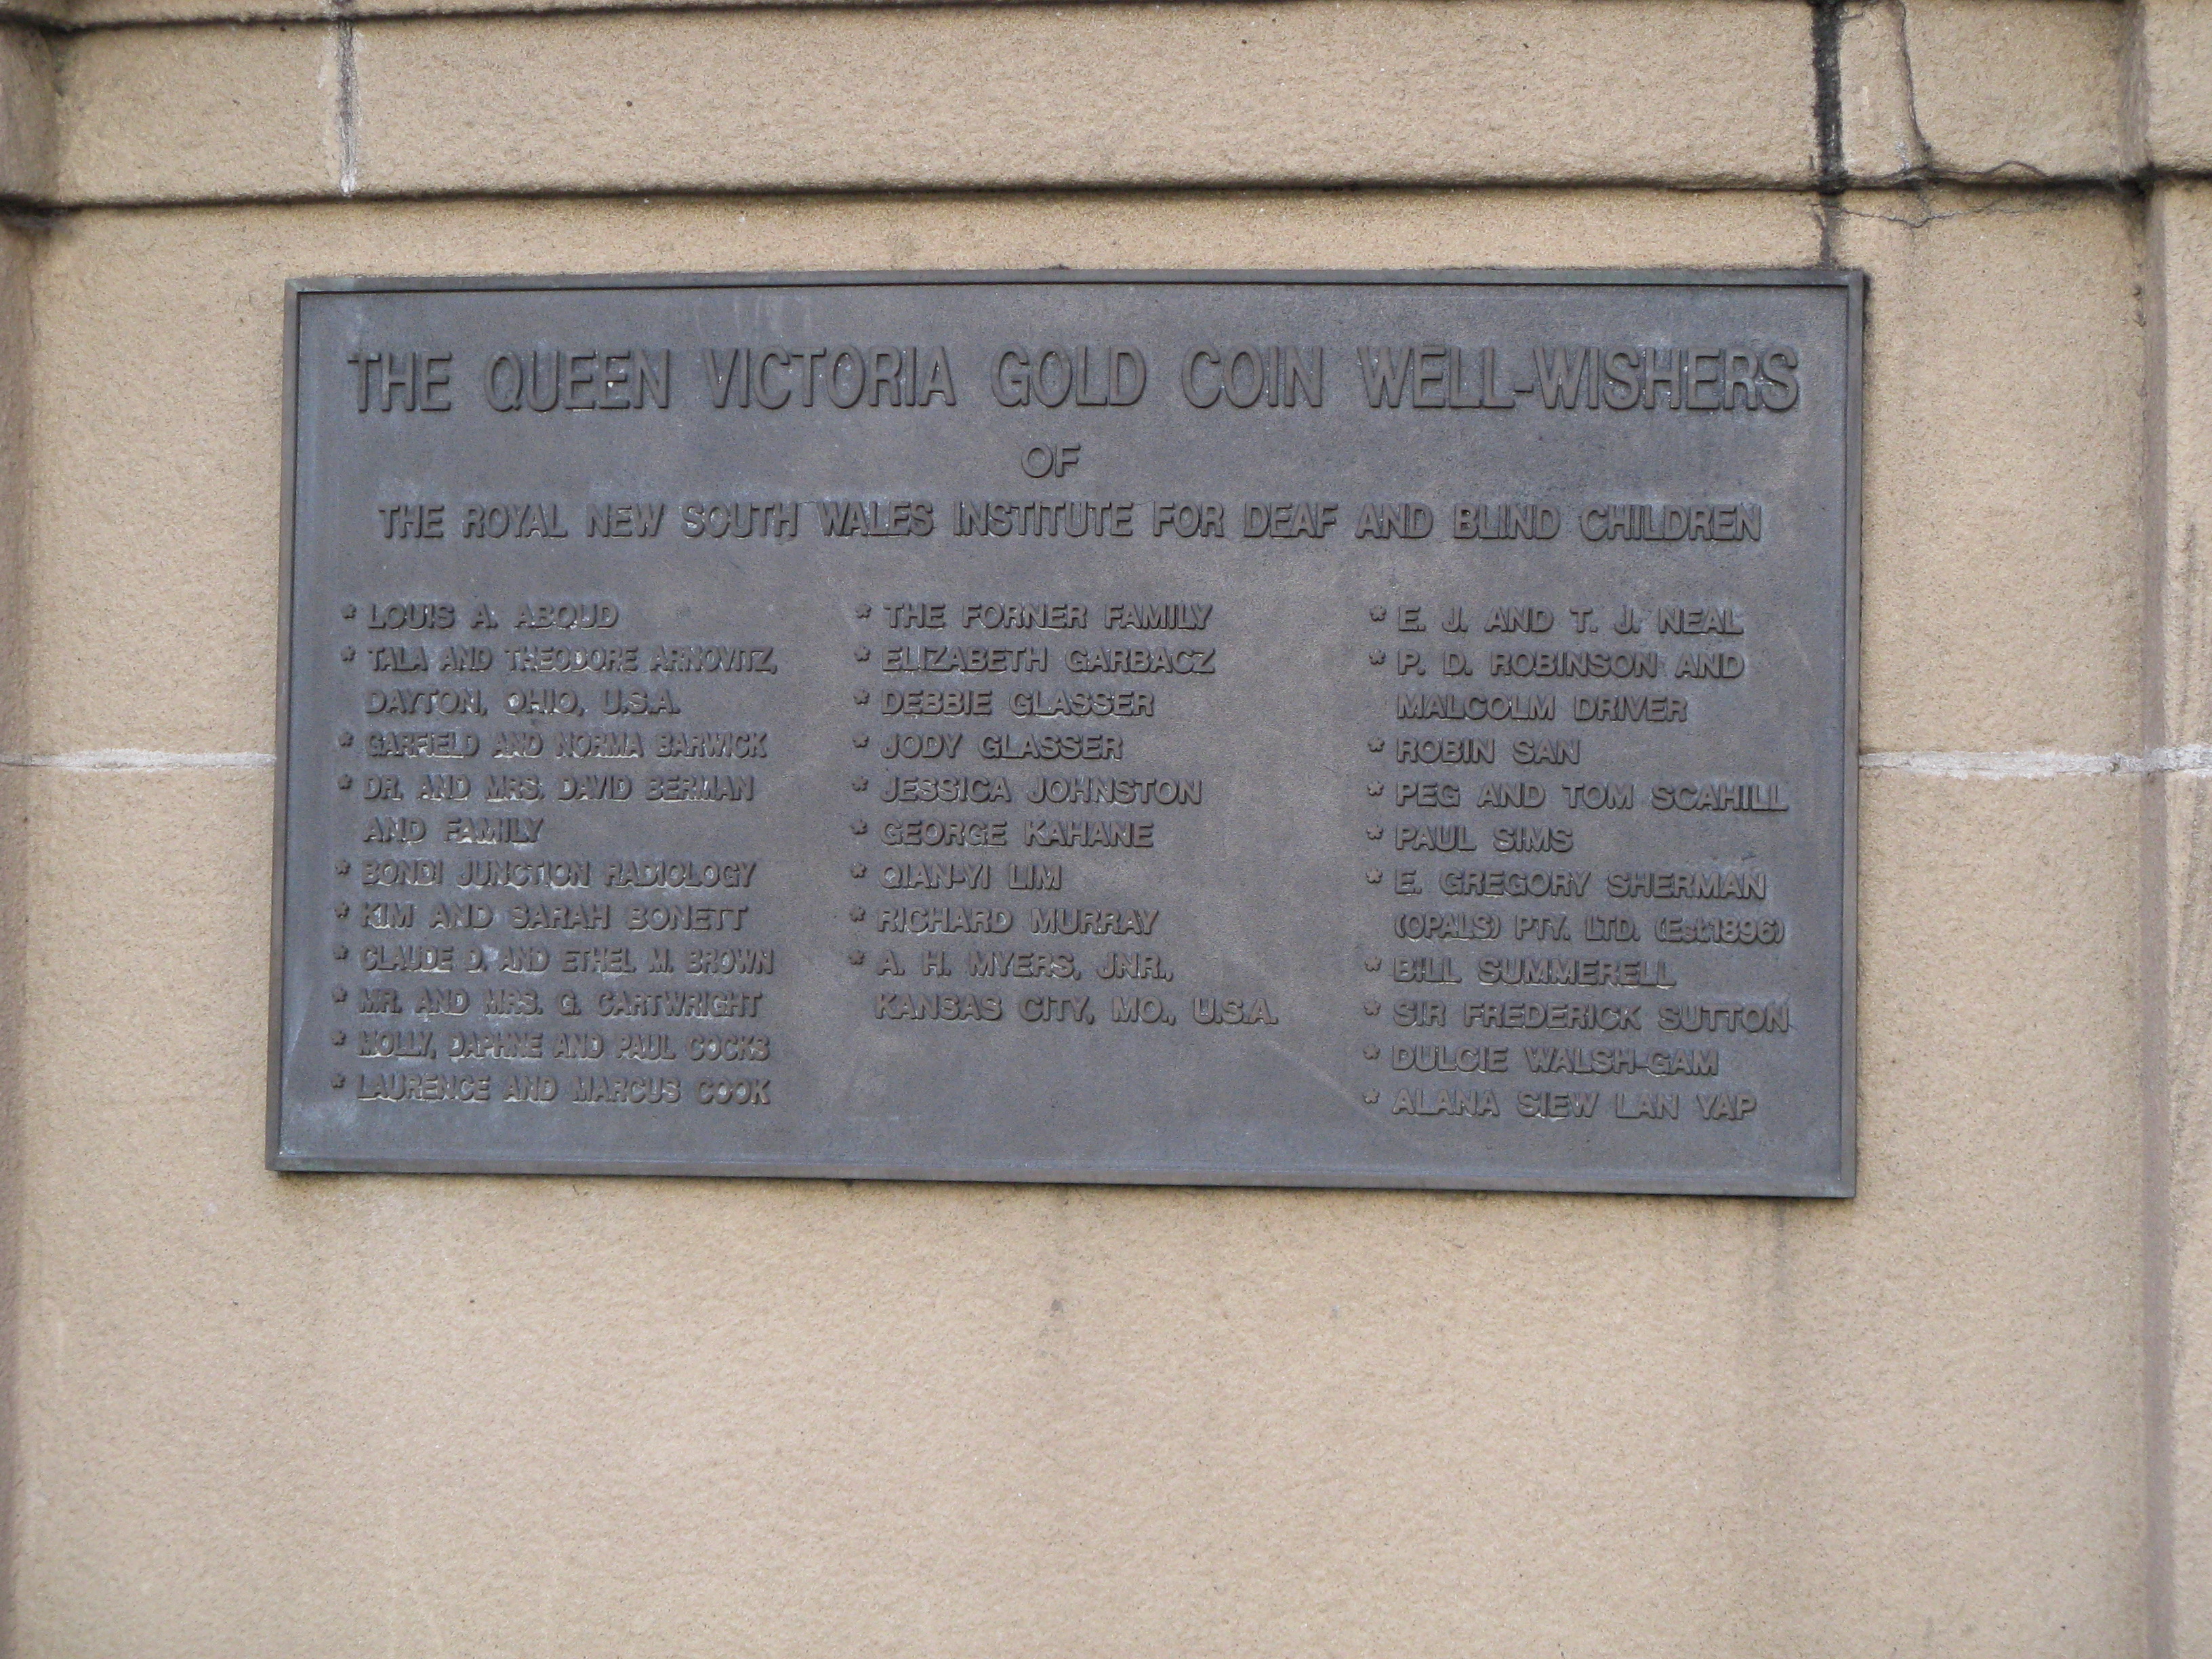 THE QUEEN VICTORIA GOLD COIN WELL-WISHERS
OF
THE ROYAL NEW SOUTH WALES INSTITUTE FOR DEAF AND BLIND CHILDREN
* LOUIS A. ABOUD
* TALA AND THEODORE ARNOVITZ,
DAYTON, OHIO, U.S.A.
* GARFIELD AND NORMA BARWICK
* DR. AND MRS. DAVID BERMAN
AND FAMILY
* BONDI JUNCTION RADIOLOGY
* KIM AND SARAH BONETT
* CLAUDE D. AND ETHEL M. BROWN
* MR. AND MRS. G. CARTWRIGHT
* MOLLY, DAPHNE AND PAUL COCKS
* LAURENCE AND MARCUS COOK
* THE FORNER FAMILY
* ELIZABETH GARBACZ
* DEBBIE GLASSER
* JODY GLASSER
* JESSICA JOHNSTON
* GEORGE KAHANE
* QIAN-YI LIM
* RICHARD MURRAY
* A. H. MYERS, JNR.,
KANSAS CITY, MO., U.S.A.
* E. J. AND T. J. NEAL
* P. D. ROBINSON AND
MALCOLM DRIVER
* ROBIN SAN
* PEG AND TOM SCAHILL
* PAUL SIMS
* E. GREGORY SHERMAN
(OPALS) PTY. LTD. (Est.1896)
* BILL SUMMERELL
* SIR FREDERICK SUTTON
* DULCIE WALSH-GAM
* ALANA SIEW LAN YAP